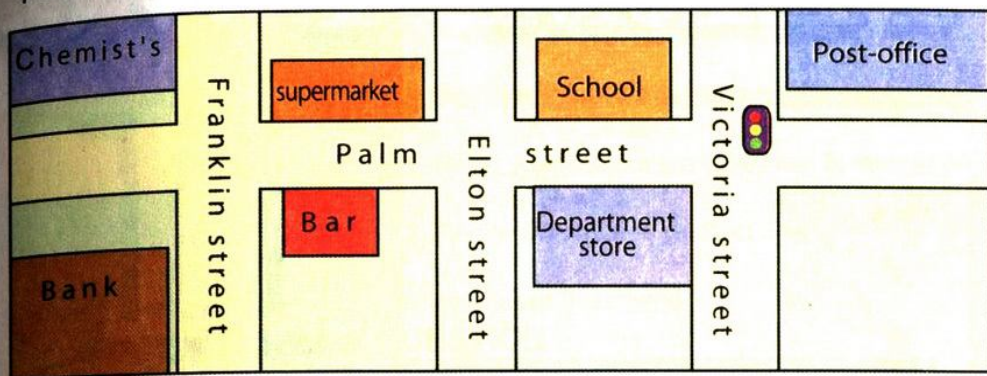 Chemist's
Post-office
supermarket
School
Franklin street
Palm street
Elton street
Victoria street
Bar
Department
store
Bank